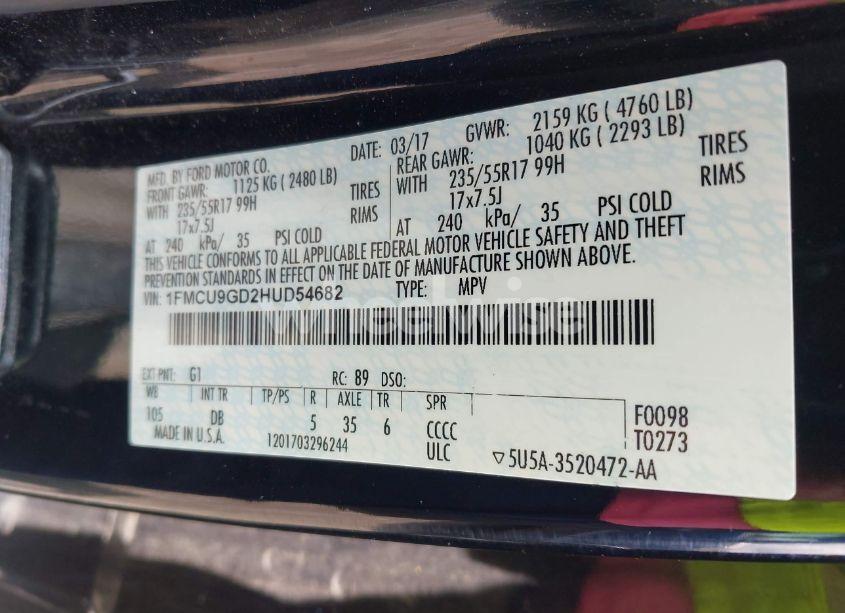 MFD. BY FORD MOTOR CO.
DATE: 03/17 GVWR: 2159 KG ( 4760 LB)
FRONT GAWR: 1125 KG ( 2480 LB)
REAR GAWR: 1040 KG ( 2293 LB)
WITH 235/55R17 99H TIRES
WITH 235/55R17 99H TIRES
17x7.5J RIMS
17x7.5J RIMS
AT 240 kPa/ 35 PSI COLD
AT 240 kPa/ 35 PSI COLD
THIS VEHICLE CONFORMS TO ALL APPLICABLE FEDERAL MOTOR VEHICLE SAFETY AND THEFT
PREVENTION STANDARDS IN EFFECT ON THE DATE OF MANUFACTURE SHOWN ABOVE.
VIN: 1FMCU9GD2HUD54682 TYPE: MPV
wheelwise
EXT PNT: G1 RC: 89 DSO:
WB INT TR TP/PS R AXLE TR SPR
105 DB 5 35 6 CCCC
MADE IN U.S.A. 1201703296244 ULC
F0098
T0273
▽5U5A-3520472-AA